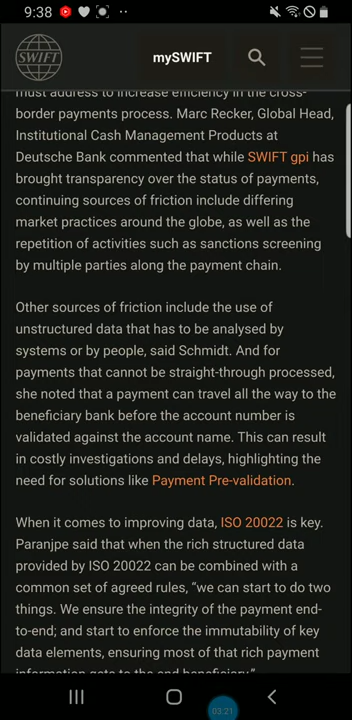 9:38
SWIFT
mySWIFT
must address to increase efficiency in the cross-
border payments process. Marc Recker, Global Head,
Institutional Cash Management Products at
Deutsche Bank commented that while SWIFT gpi has
brought transparency over the status of payments,
continuing sources of friction include differing
market practices around the globe, as well as the
repetition of activities such as sanctions screening
by multiple parties along the payment chain.
Other sources of friction include the use of
unstructured data that has to be analysed by
systems or by people, said Schmidt. And for
payments that cannot be straight-through processed,
she noted that a payment can travel all the way to the
beneficiary bank before the account number is
validated against the account name. This can result
in costly investigations and delays, highlighting the
need for solutions like Payment Pre-validation.
When it comes to improving data, ISO 20022 is key.
Paranjpe said that when the rich structured data
provided by ISO 20022 can be combined with a
common set of agreed rules, “we can start to do two
things. We ensure the integrity of the payment end-
to-end; and start to enforce the immutability of key
data elements, ensuring most of that rich payment
information gets to the end beneficiary.”
03:21